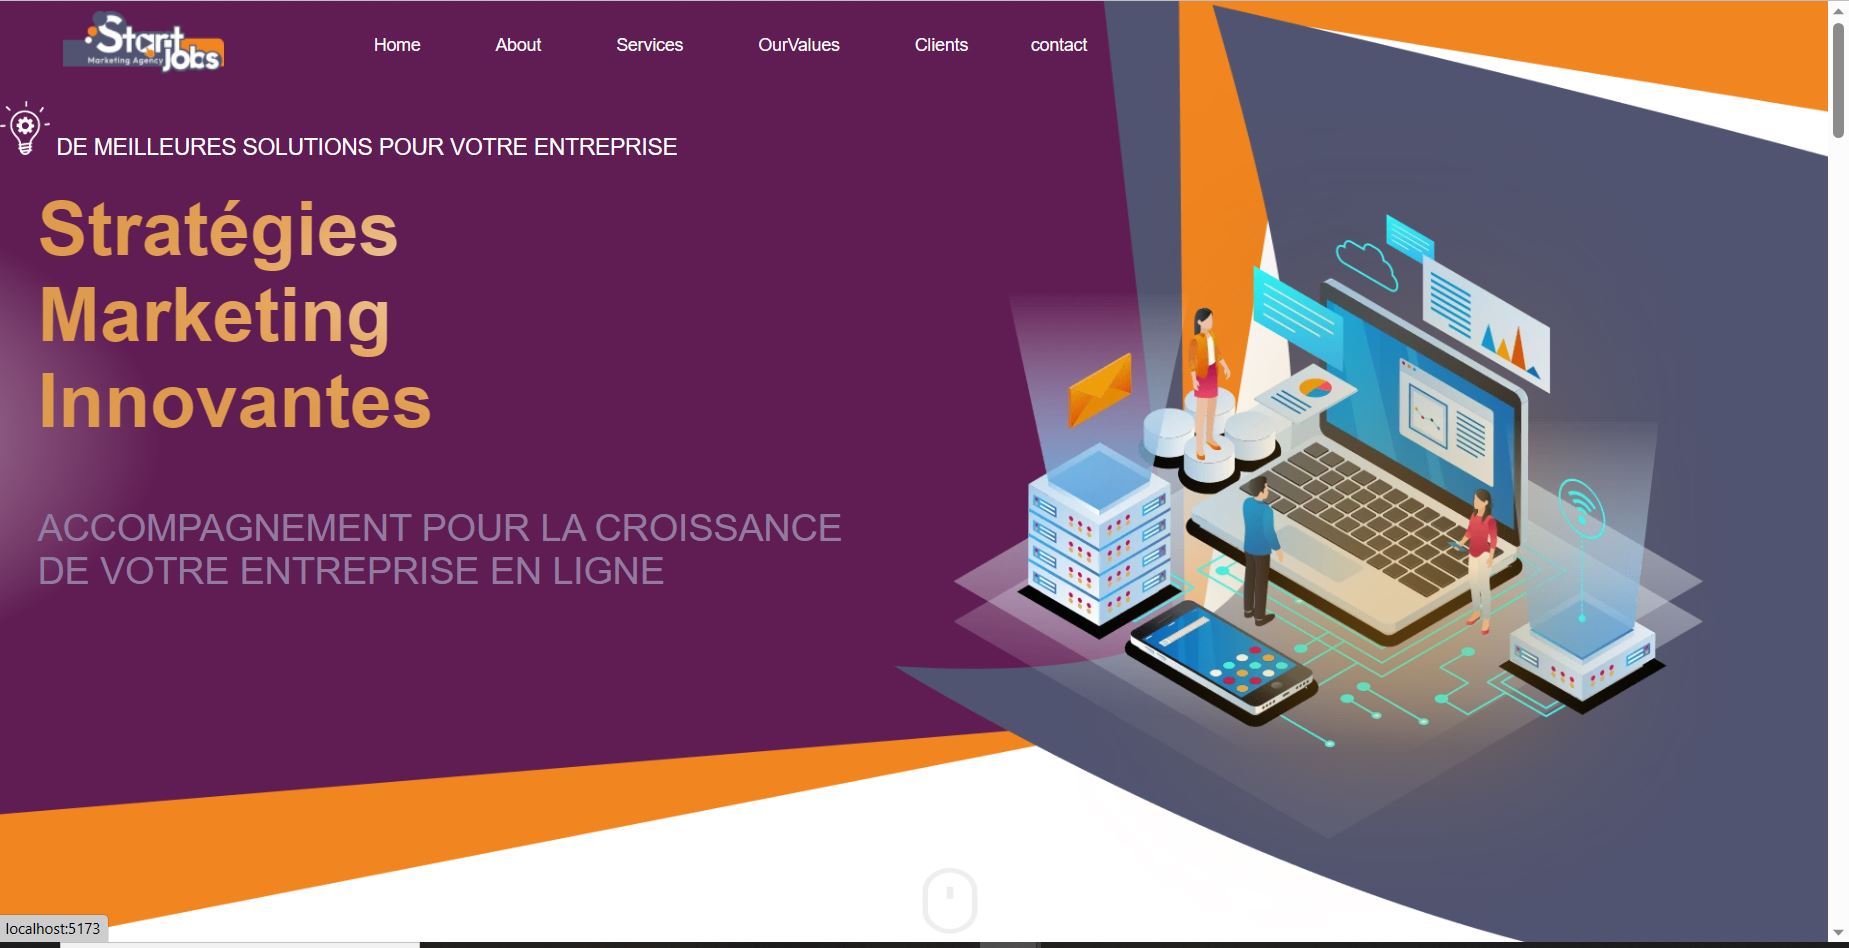 Start
jobs
Marketing Agency
Home
About
Services
OurValues
Clients
contact
DE MEILLEURES SOLUTIONS POUR VOTRE ENTREPRISE
Stratégies
Marketing
Innovantes
ACCOMPAGNEMENT POUR LA CROISSANCE
DE VOTRE ENTREPRISE EN LIGNE
localhost:5173